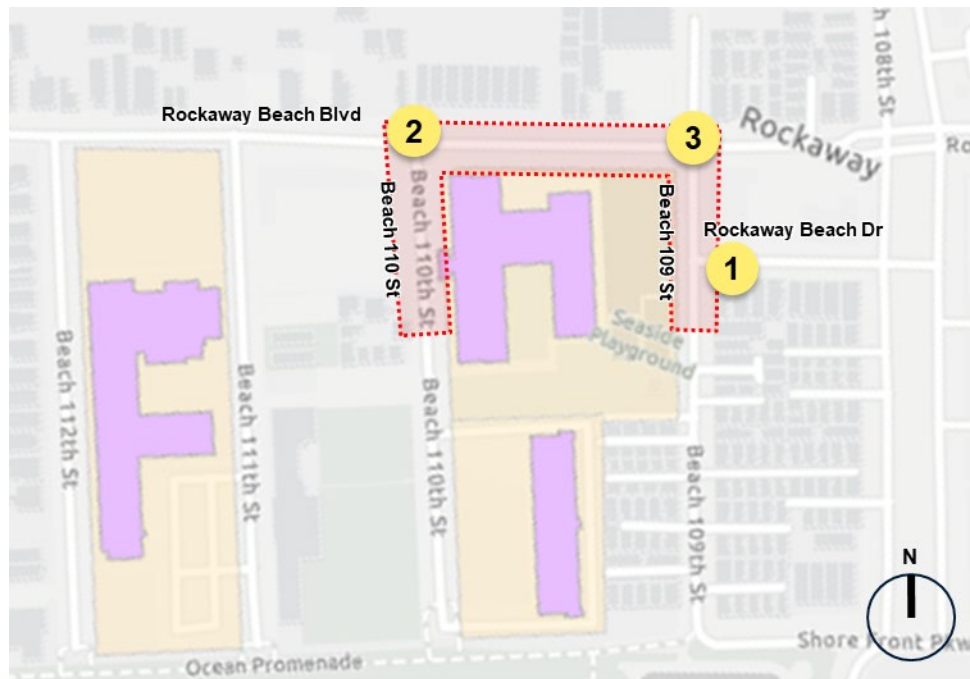 h 108th St
Rockaway Beach Blvd
2
3
Rockaway
Ro
Beach 110 St
Beach 110th St
Beach 109 St
Rockaway Beach Dr
1
Seaside
Playground
Beach 112th St
Beach 111th St
Beach 110th St
Beach 109th St
N
Shore Front Pkw
Ocean Promenade